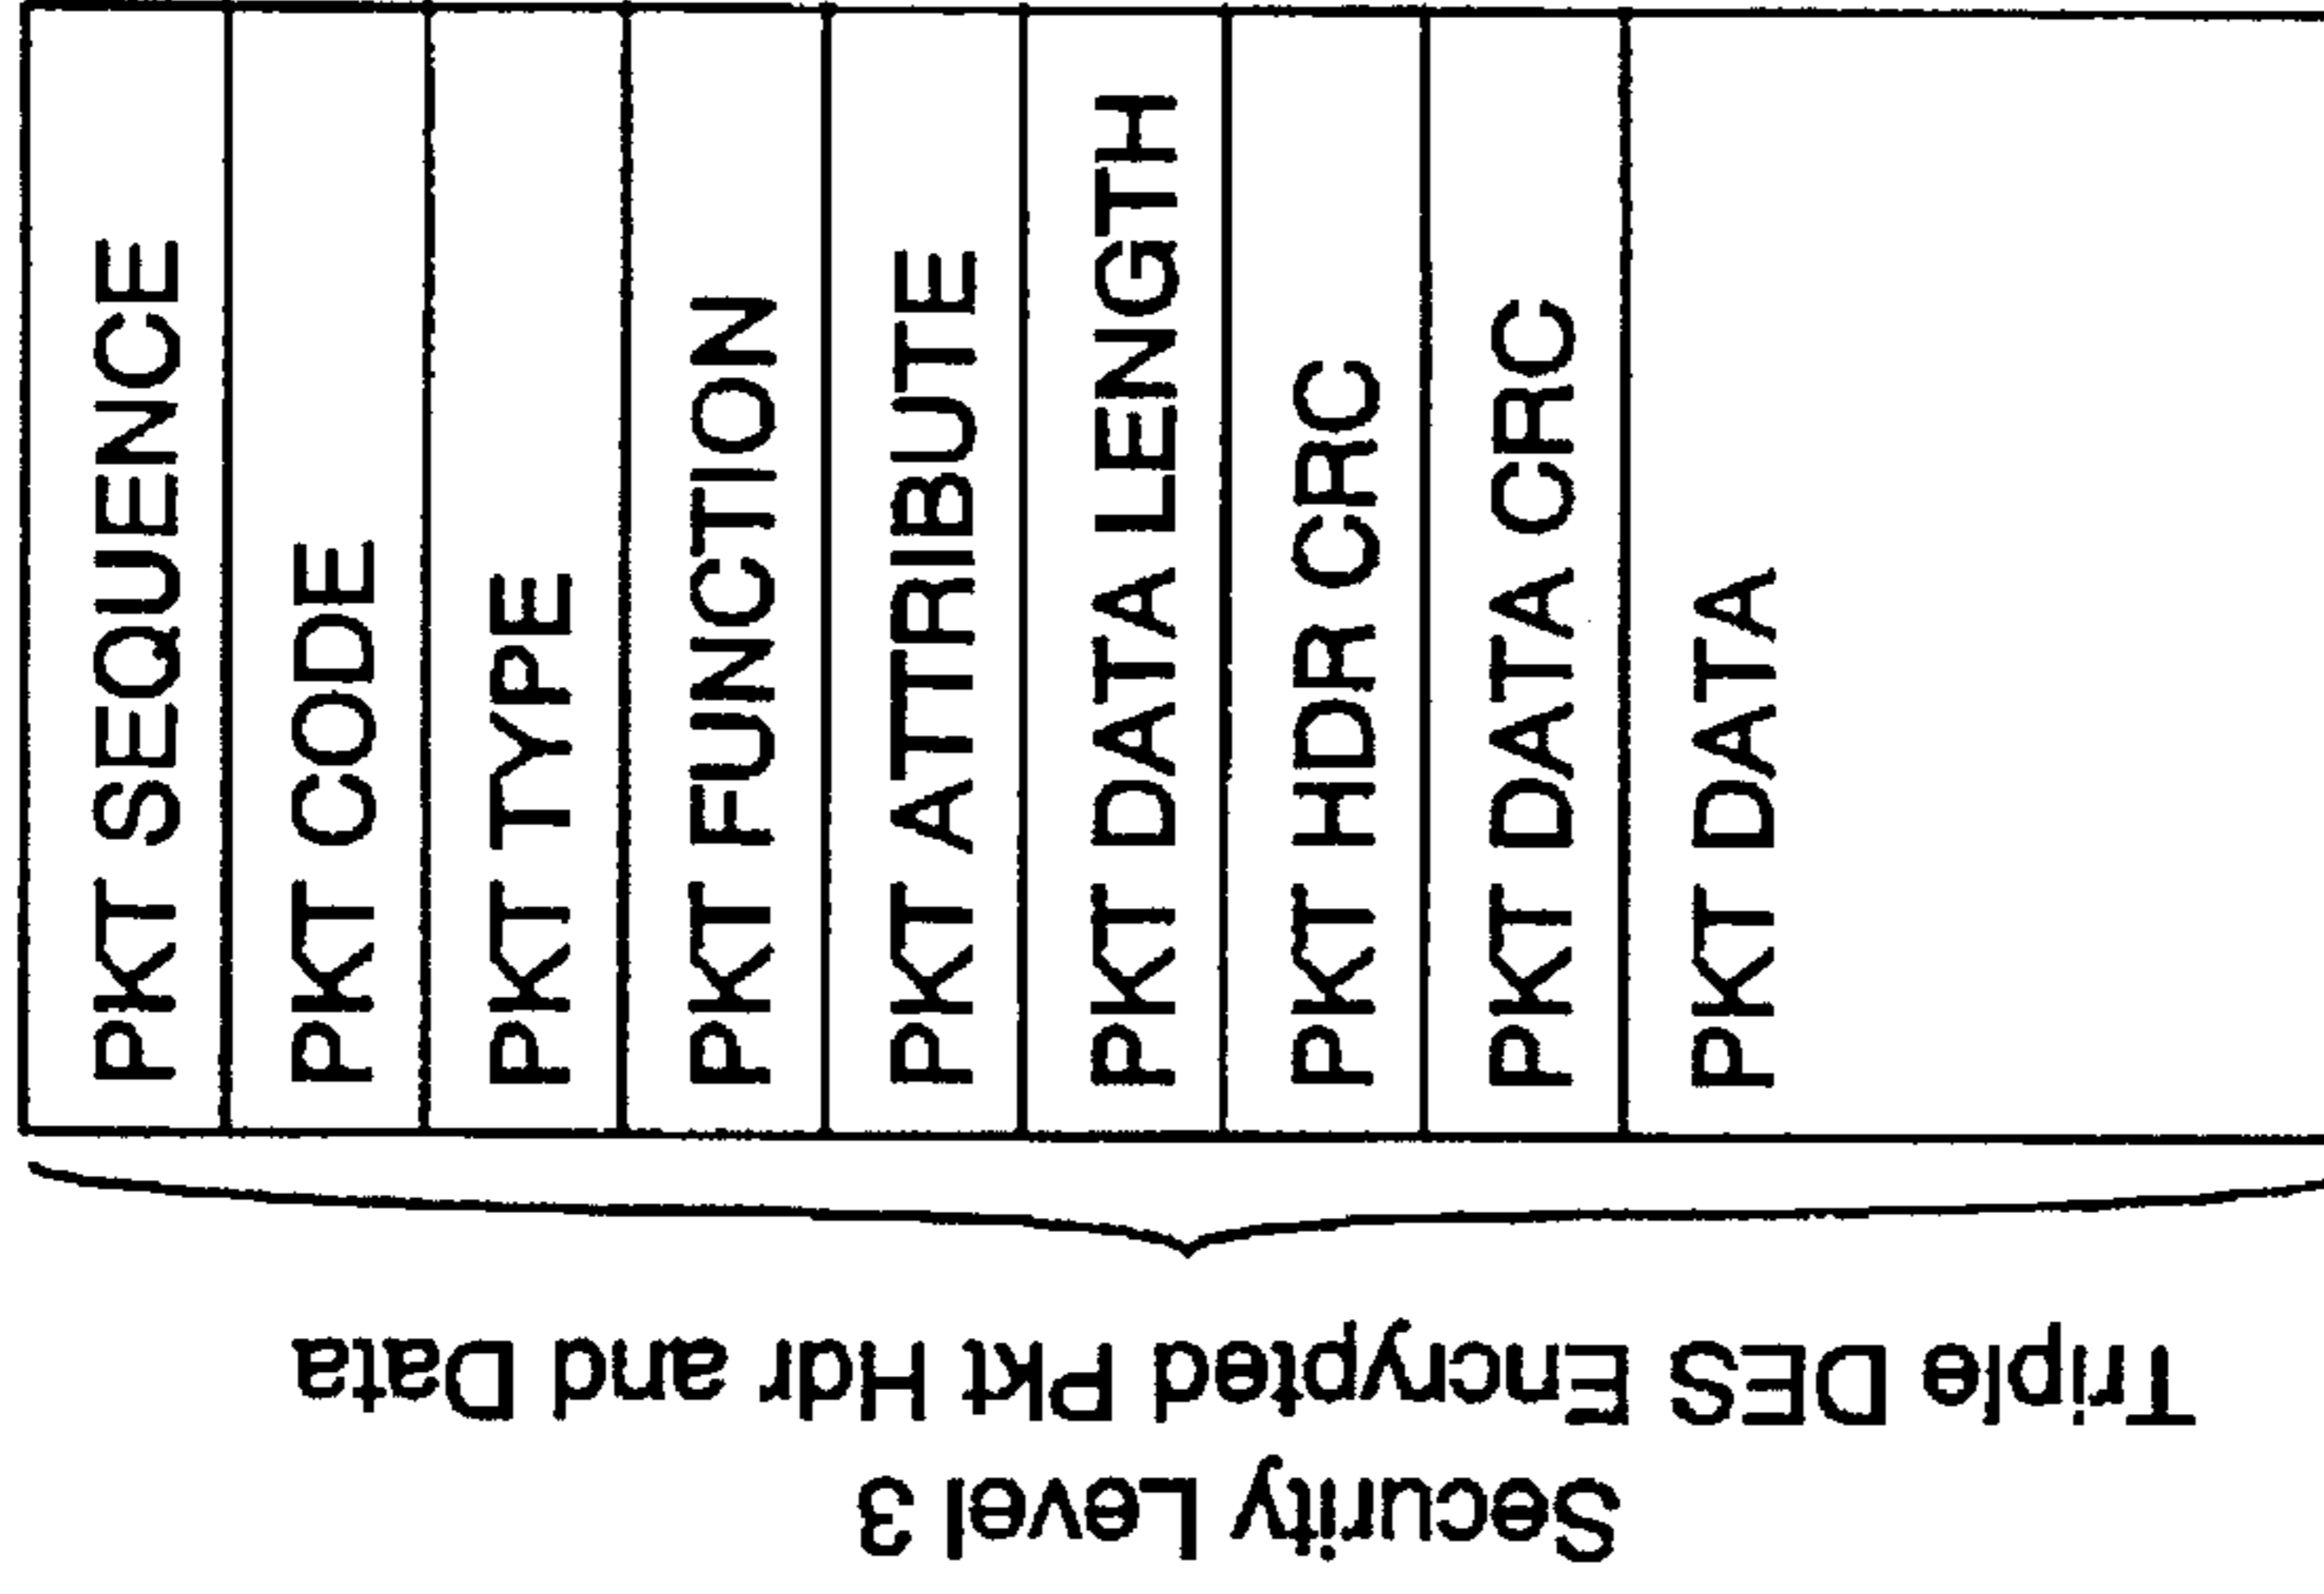 PKT SEQUENCE
PKT CODE
PKT TYPE
PKT FUNCTION
PKT ATTRIBUTE
PKT DATA LENGTH
PKT HDR CRC
PKT DATA CRC
PKT DATA
Security Level 3
Triple DES Encrypted Pkt Hdr and Data